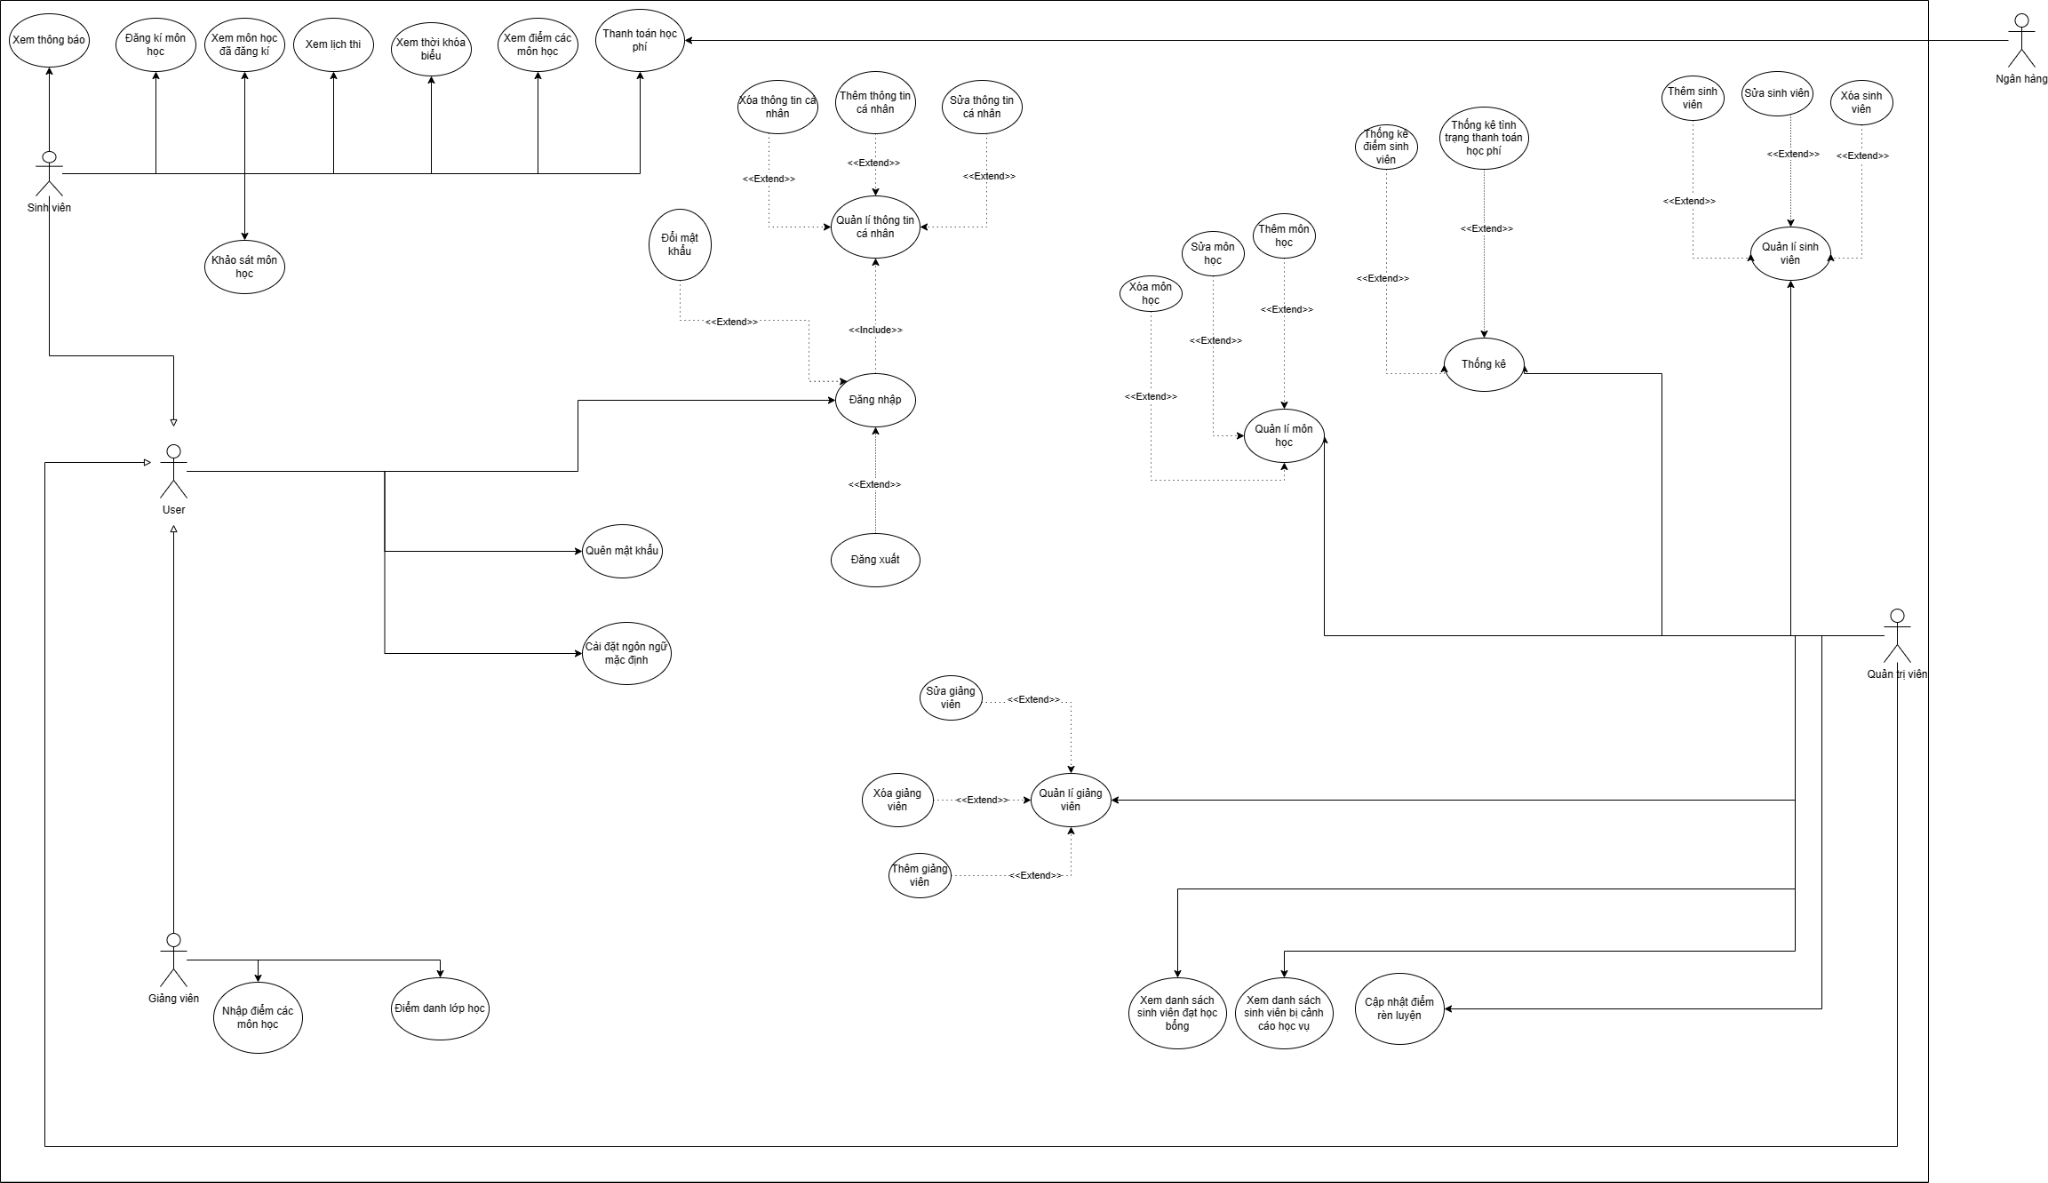 Xem thông báo
Đăng kí môn
học
Xem môn học
đã đăng kí
Xem lịch thi
Xem thời khóa
biểu
Xem điểm các
môn học
Thanh toán học
phí
Ngân hàng
Sinh viên
Khảo sát môn
học
Xóa thông tin cá
nhân
Thêm thông tin
cá nhân
Sửa thông tin
cá nhân
<<Extend>>
<<Extend>>
<<Extend>>
Quản lí thông tin
cá nhân
Đổi mật
khẩu
<<Extend>>
<<Include>>
Đăng nhập
<<Extend>>
Đăng xuất
User
Quên mật khẩu
Cài đặt ngôn ngữ
mặc định
Thống kê
điểm sinh
viên
Thống kê tình
trạng thanh toán
học phí
<<Extend>>
<<Extend>>
Thống kê
Thêm sinh
viên
Sửa sinh viên
Xóa sinh
viên
<<Extend>>
<<Extend>>
<<Extend>>
Quản lí sinh
viên
Xóa môn
học
Sửa môn
học
Thêm môn
học
<<Extend>>
<<Extend>>
<<Extend>>
Quản lí môn
học
Quản trị viên
Sửa giảng
viên
<<Extend>>
Xóa giảng
viên
<<Extend>>
Quản lí giảng
viên
Thêm giảng
viên
<<Extend>>
Giảng viên
Nhập điểm các
môn học
Điểm danh lớp học
Xem danh sách
sinh viên đạt học
bổng
Xem danh sách
sinh viên bị cảnh
cáo học vụ
Cập nhật điểm
rèn luyện